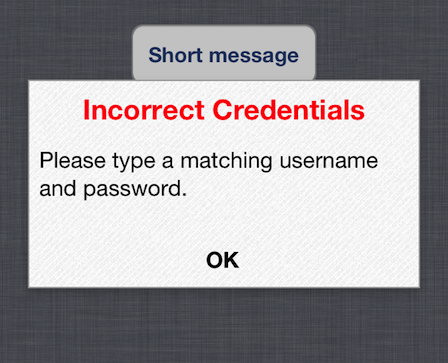 Short message
Incorrect Credentials
Please type a matching username
and password.
OK